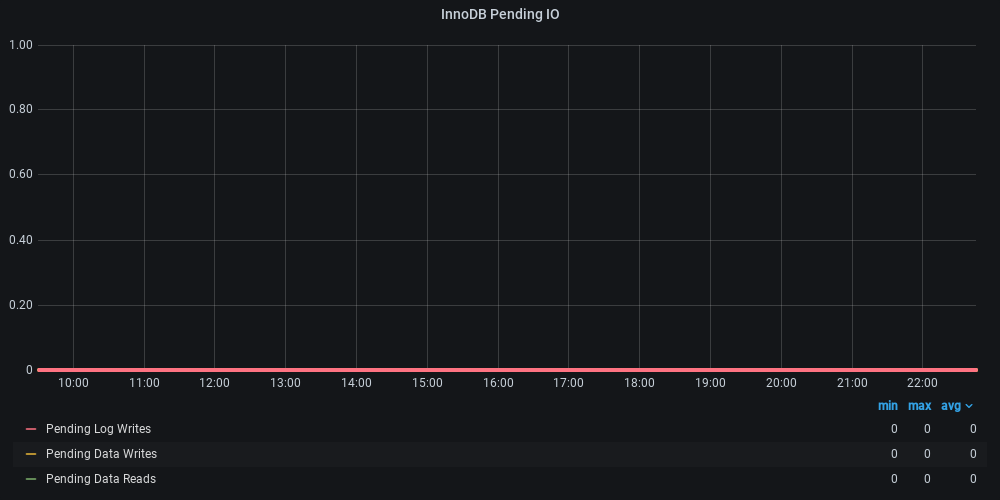 InnoDB Pending IO
1.00
0.80
0.60
0.40
0.20
0
10:00 11:00 12:00 13:00 14:00 15:00 16:00 17:00 18:00 19:00 20:00 21:00 22:00
min max avg
Pending Log Writes 0 0 0
Pending Data Writes 0 0 0
Pending Data Reads 0 0 0